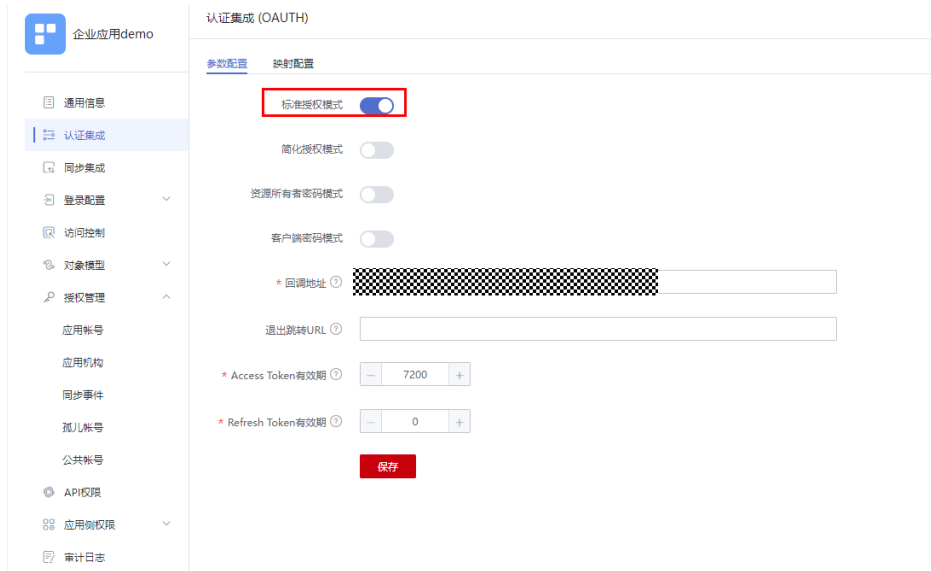 企业应用demo
通用信息
认证集成
同步集成
登录配置
访问控制
对象模型
授权管理
应用帐号
应用机构
同步事件
孤儿帐号
公共帐号
API权限
应用侧权限
审计日志
认证集成 (OAUTH)
参数配置 映射配置
标准授权模式
简化授权模式
资源所有者密码模式
客户端密码模式
* 回调地址 ?
退出跳转URL ?
* Access Token有效期 ? − 7200 +
* Refresh Token有效期 ? − 0 +
保存